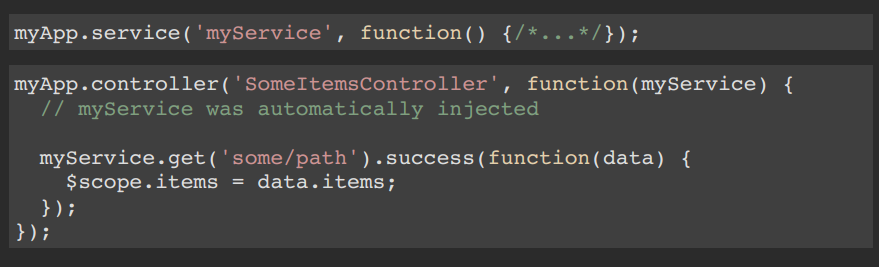 myApp.service('myService', function() {/*...*/});
myApp.controller('SomeItemsController', function(myService) {
// myService was automatically injected
myService.get('some/path').success(function(data) {
$scope.items = data.items;
});
});